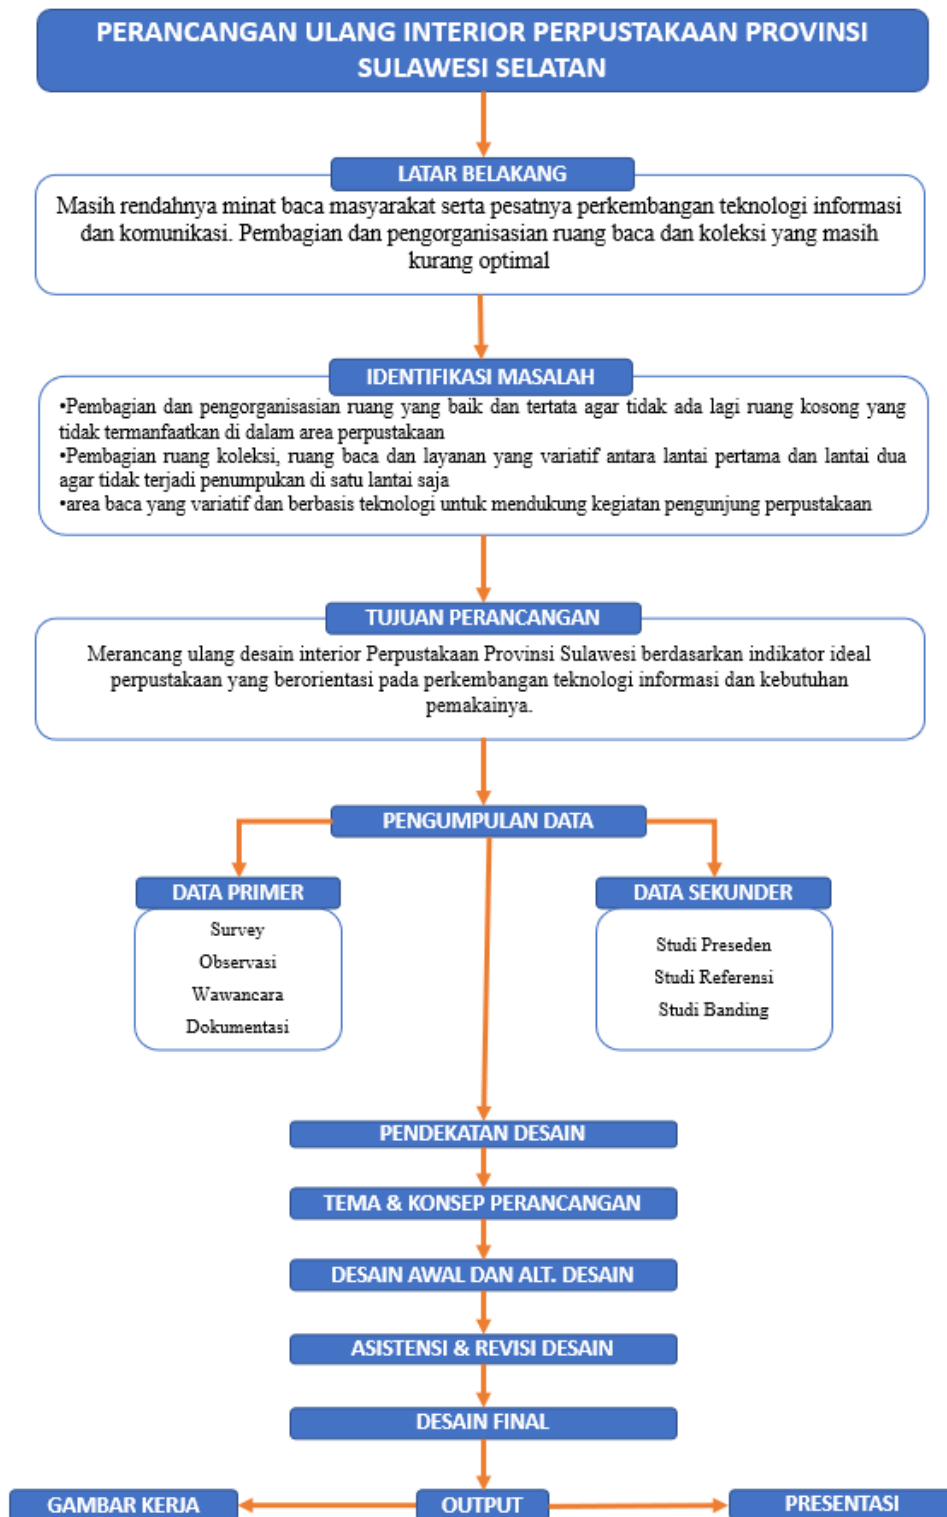 PERANCANGAN ULANG INTERIOR PERPUSTAKAAN PROVINSI
SULAWESI SELATAN
LATAR BELAKANG
Masih rendahnya minat baca masyarakat serta pesatnya perkembangan teknologi informasi
dan komunikasi. Pembagian dan pengorganisasian ruang baca dan koleksi yang masih
kurang optimal
IDENTIFIKASI MASALAH
•Pembagian dan pengorganisasian ruang yang baik dan tertata agar tidak ada lagi ruang kosong yang
tidak termanfaatkan di dalam area perpustakaan
•Pembagian ruang koleksi, ruang baca dan layanan yang variatif antara lantai pertama dan lantai dua
agar tidak terjadi penumpukan di satu lantai saja
•area baca yang variatif dan berbasis teknologi untuk mendukung kegiatan pengunjung perpustakaan
TUJUAN PERANCANGAN
Merancang ulang desain interior Perpustakaan Provinsi Sulawesi berdasarkan indikator ideal
perpustakaan yang berorientasi pada perkembangan teknologi informasi dan kebutuhan
pemakainya.
PENGUMPULAN DATA
DATA PRIMER
Survey
Observasi
Wawancara
Dokumentasi
DATA SEKUNDER
Studi Preseden
Studi Referensi
Studi Banding
PENDEKATAN DESAIN
TEMA & KONSEP PERANCANGAN
DESAIN AWAL DAN ALT. DESAIN
ASISTENSI & REVISI DESAIN
DESAIN FINAL
GAMBAR KERJA
OUTPUT
PRESENTASI